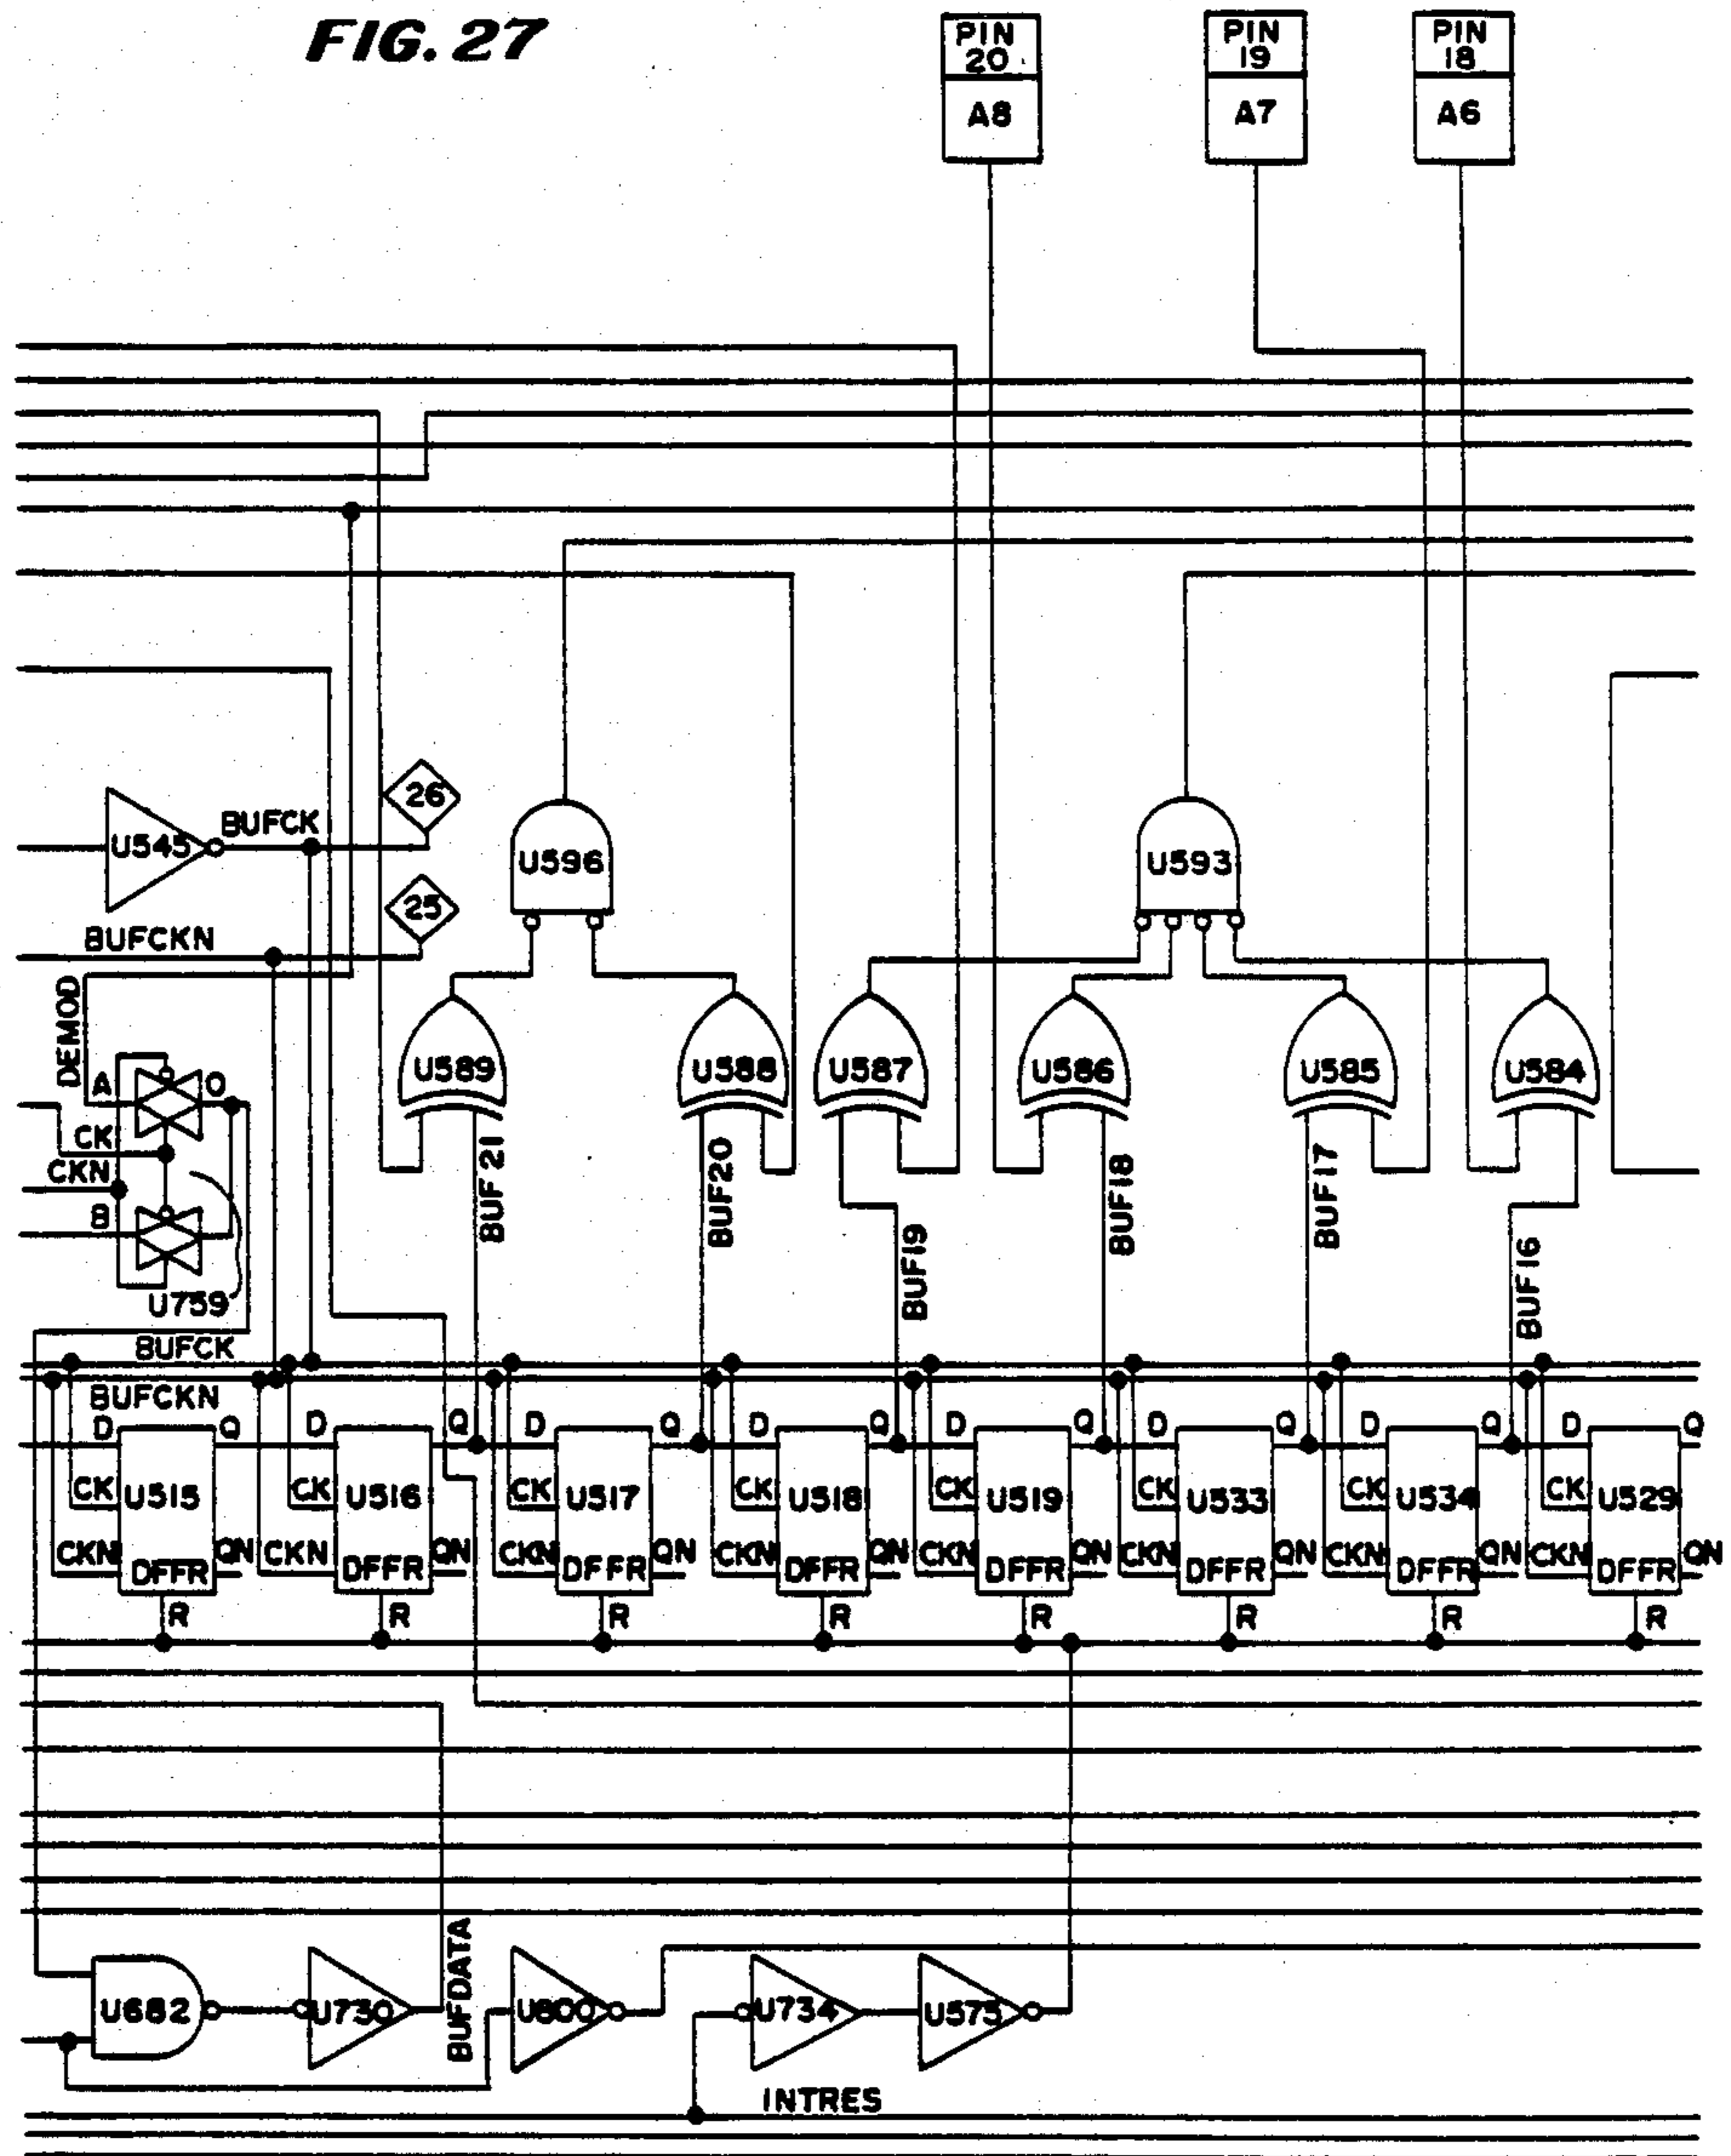 FIG. 27
PIN 20
A8
PIN 19
A7
PIN 18
A6
26
U545
BUFCK
U596
U593
25
BUFCKN
DEMOD
A
O
CK
CKN
B
U759
U589
U588
U587
U586
U585
U584
BUF21
BUF20
BUF19
BUF18
BUF17
BUF16
BUFCK
BUFCKN
D
Q
D
Q
D
Q
D
Q
D
Q
D
Q
D
Q
D
Q
CK
U515
CK
U516
CK
U517
CK
U518
CK
U519
CK
U533
CK
U534
CK
U529
CKN
DFFR
QN
CKN
DFFR
QN
CKN
DFFR
QN
CKN
DFFR
QN
CKN
DFFR
QN
CKN
DFFR
QN
CKN
DFFR
QN
CKN
DFFR
QN
R
R
R
R
R
R
R
R
U682
U730
BUFDATA
U800
U734
U575
INTRES